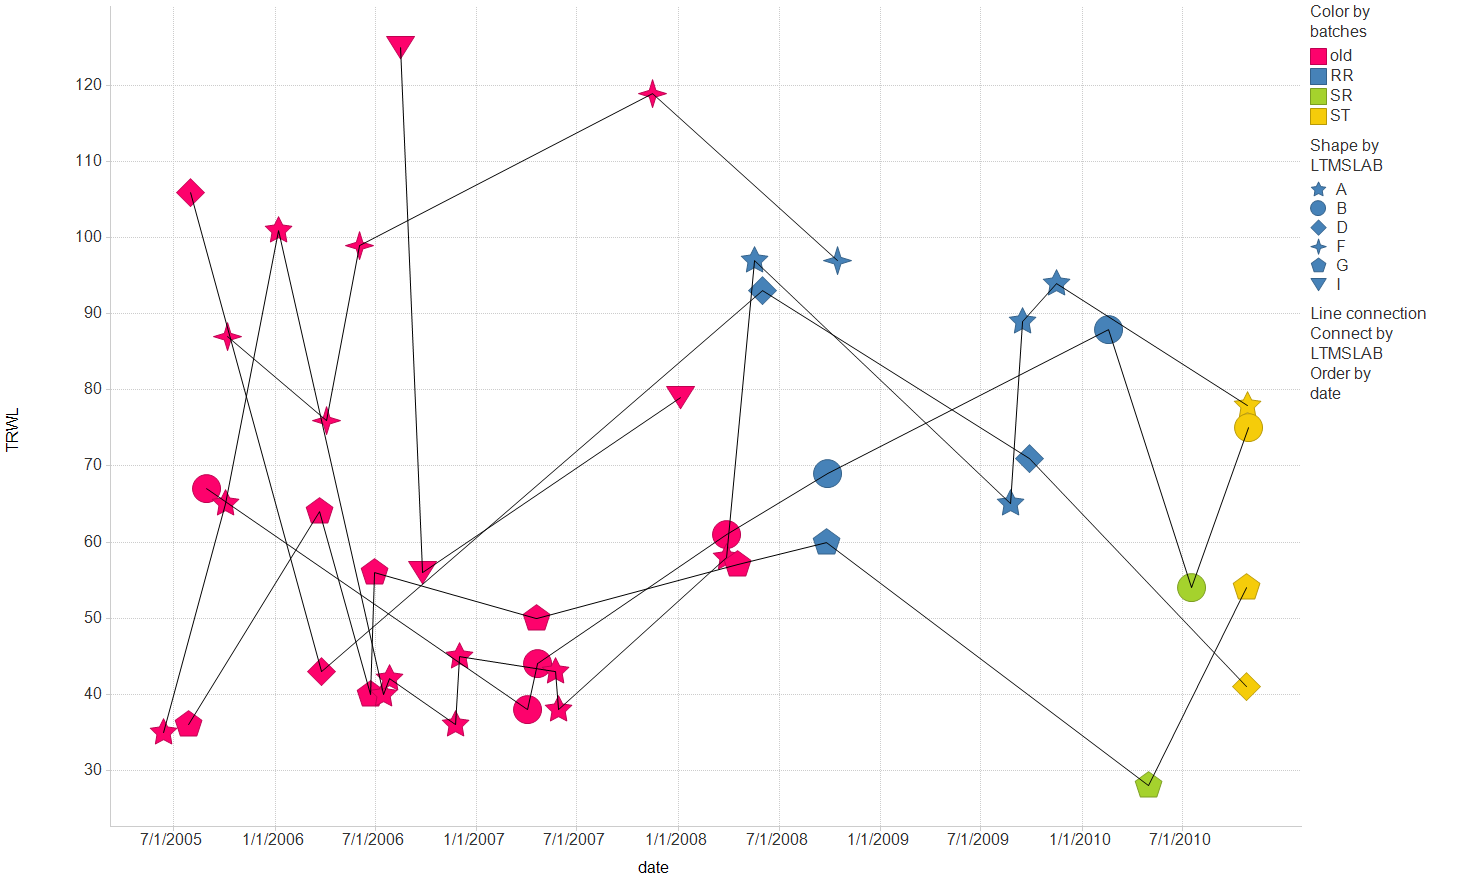 120
110
100
90
80
70
60
50
40
30
TRWL
7/1/2005
1/1/2006
7/1/2006
1/1/2007
7/1/2007
1/1/2008
7/1/2008
1/1/2009
7/1/2009
1/1/2010
7/1/2010
date
Color by
batches
old
RR
SR
ST
Shape by
LTMSLAB
A
B
D
F
G
I
Line connection
Connect by
LTMSLAB
Order by
date